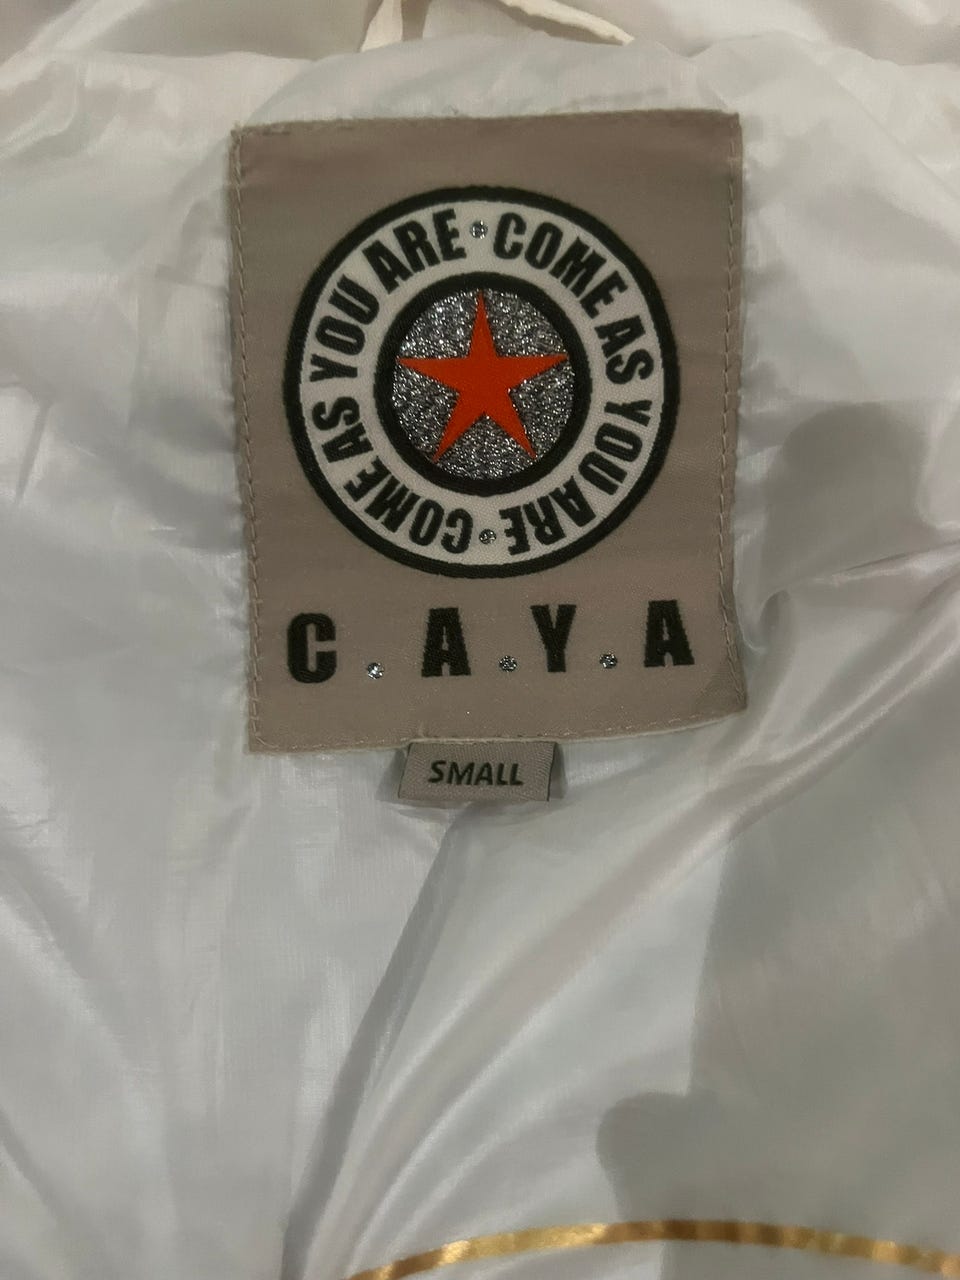 COME AS YOU ARE · COME AS YOU ARE ·
C.A.Y.A
SMALL